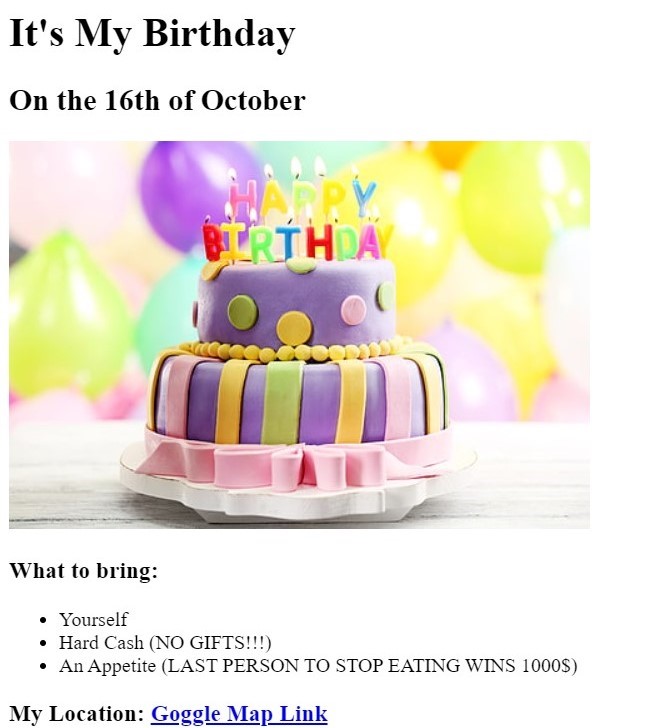 It's My Birthday
On the 16th of October
HAPPY
BIRTHDAY
What to bring:
Yourself
Hard Cash (NO GIFTS!!!)
An Appetite (LAST PERSON TO STOP EATING WINS 1000$)
My Location: Goggle Map Link